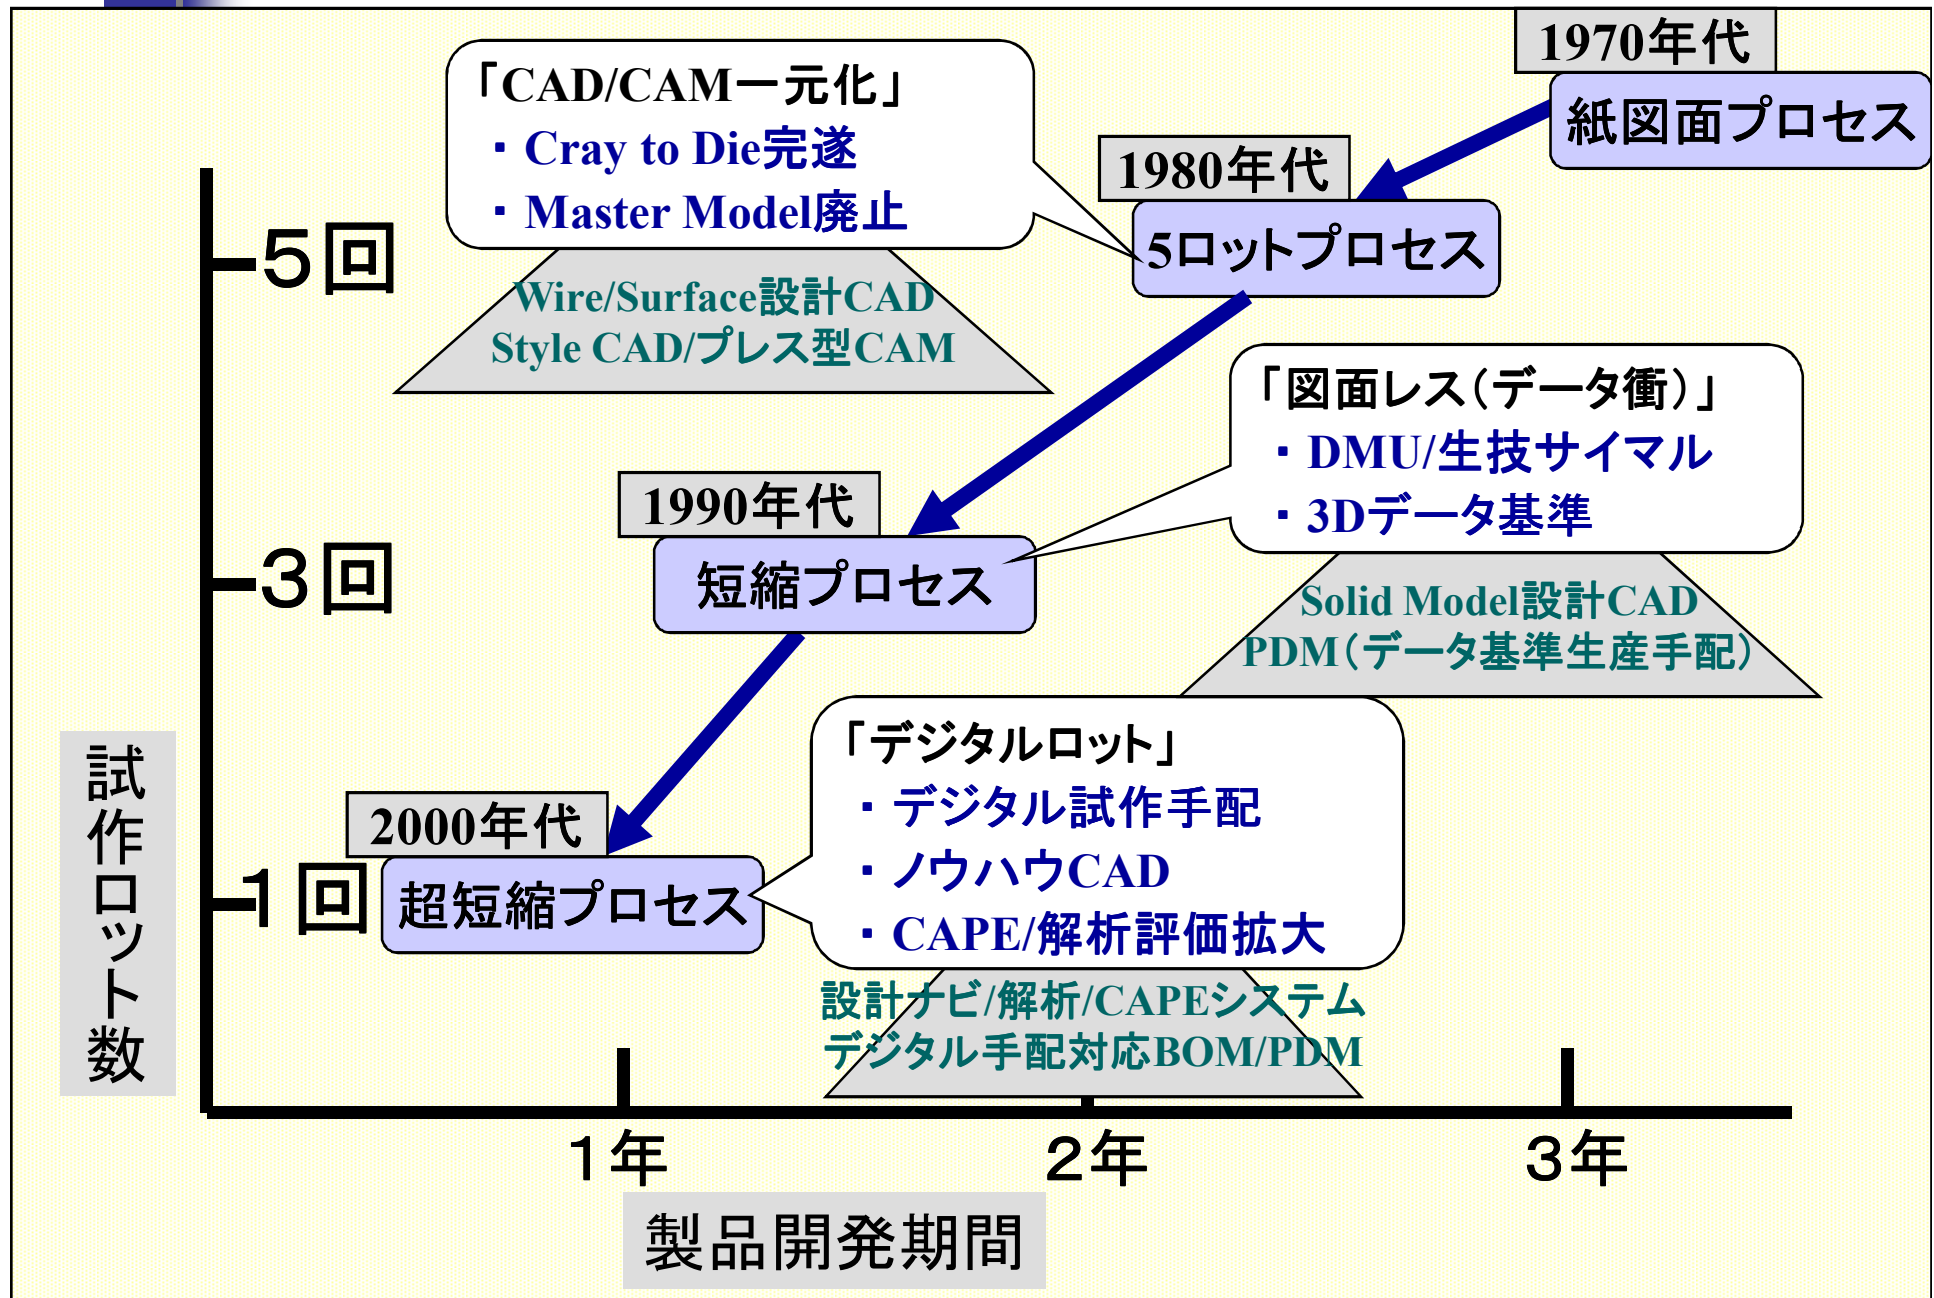 1970年代
紙図面プロセス
「CAD/CAM一元化」
・Cray to Die完遂
・Master Model廃止
Wire/Surface設計CAD
Style CAD/プレス型CAM
1980年代
5ロットプロセス
5回
「図面レス(データ衝)」
・DMU/生技サイマル
・3Dデータ基準
Solid Model設計CAD
PDM(データ基準生産手配)
1990年代
短縮プロセス
3回
「デジタルロット」
・デジタル試作手配
・ノウハウCAD
・CAPE/解析評価拡大
設計ナビ/解析/CAPEシステム
デジタル手配対応BOM/PDM
2000年代
超短縮プロセス
1回
試作ロット数
1年
2年
3年
製品開発期間